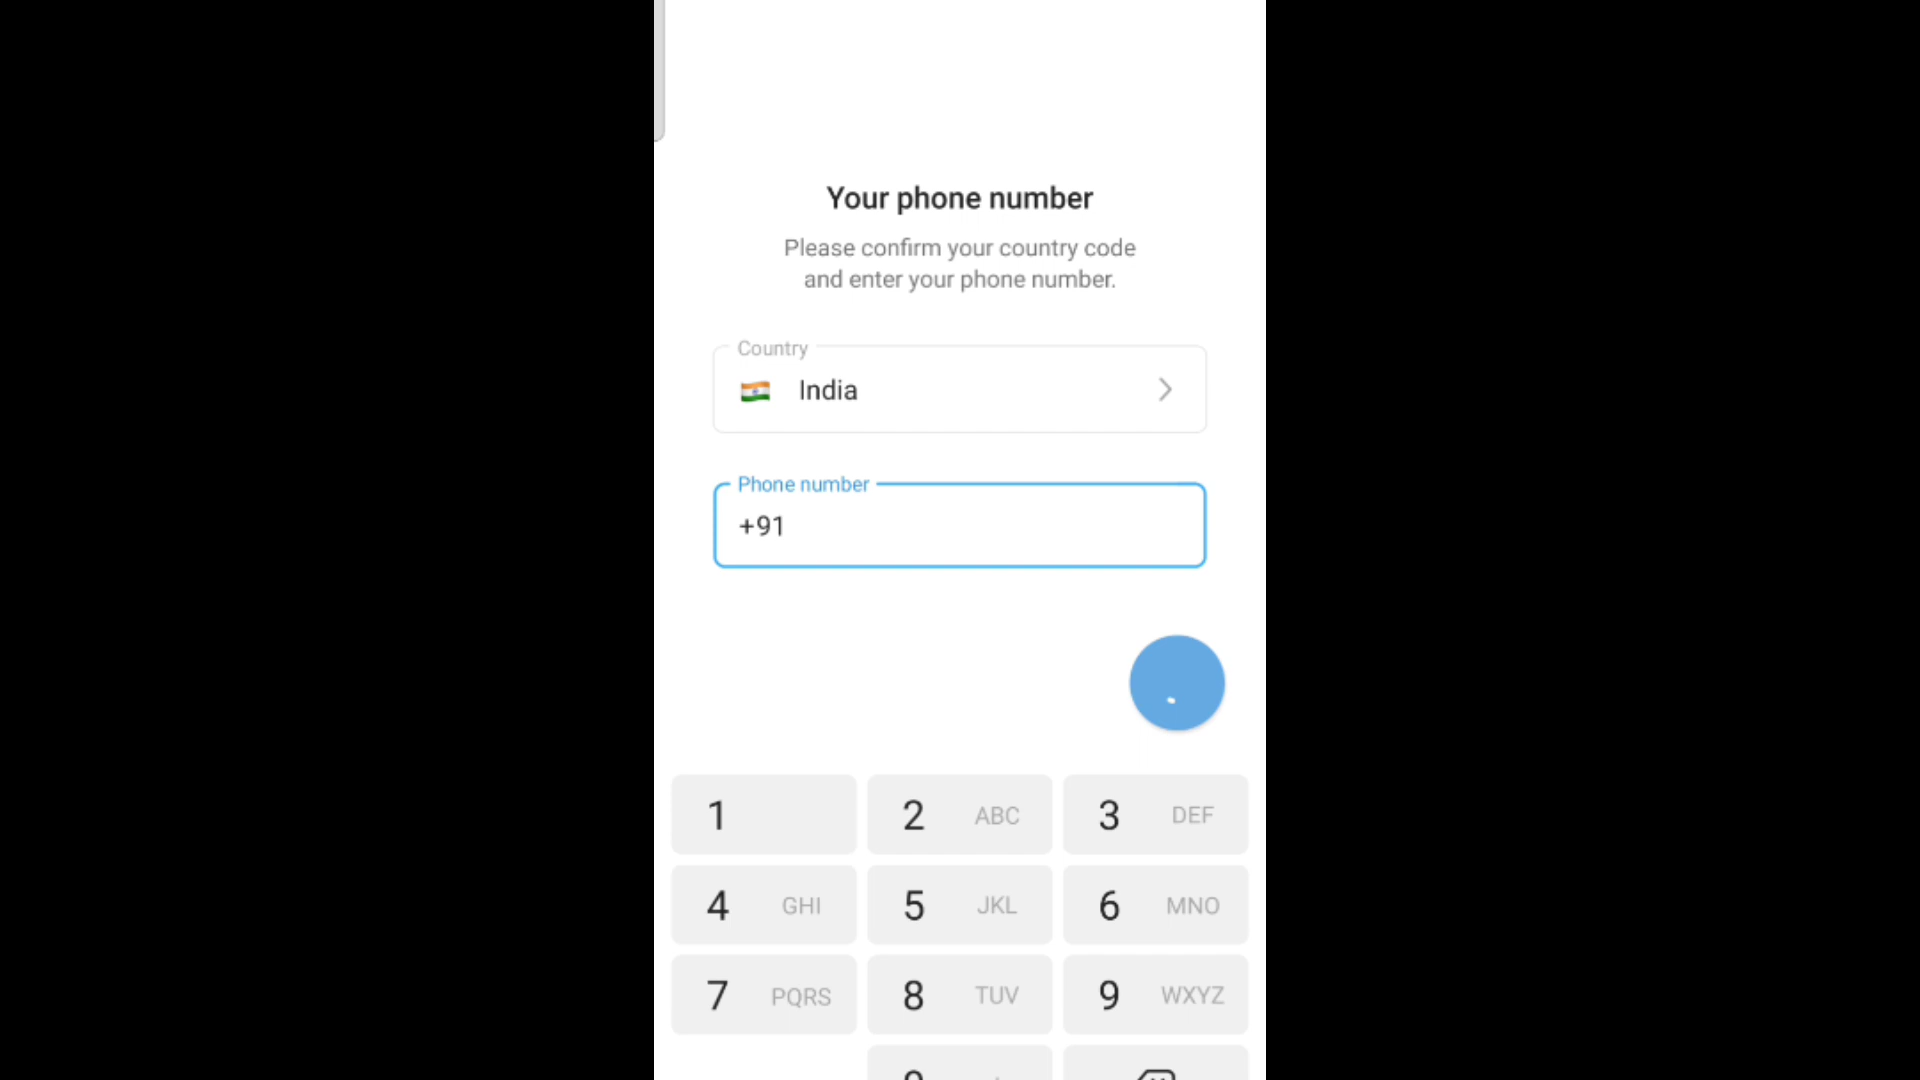 Your phone number
Please confirm your country code
and enter your phone number.
Country
India
Phone number
+91
1
2 ABC
3 DEF
4 GHI
5 JKL
6 MNO
7 PQRS
8 TUV
9 WXYZ